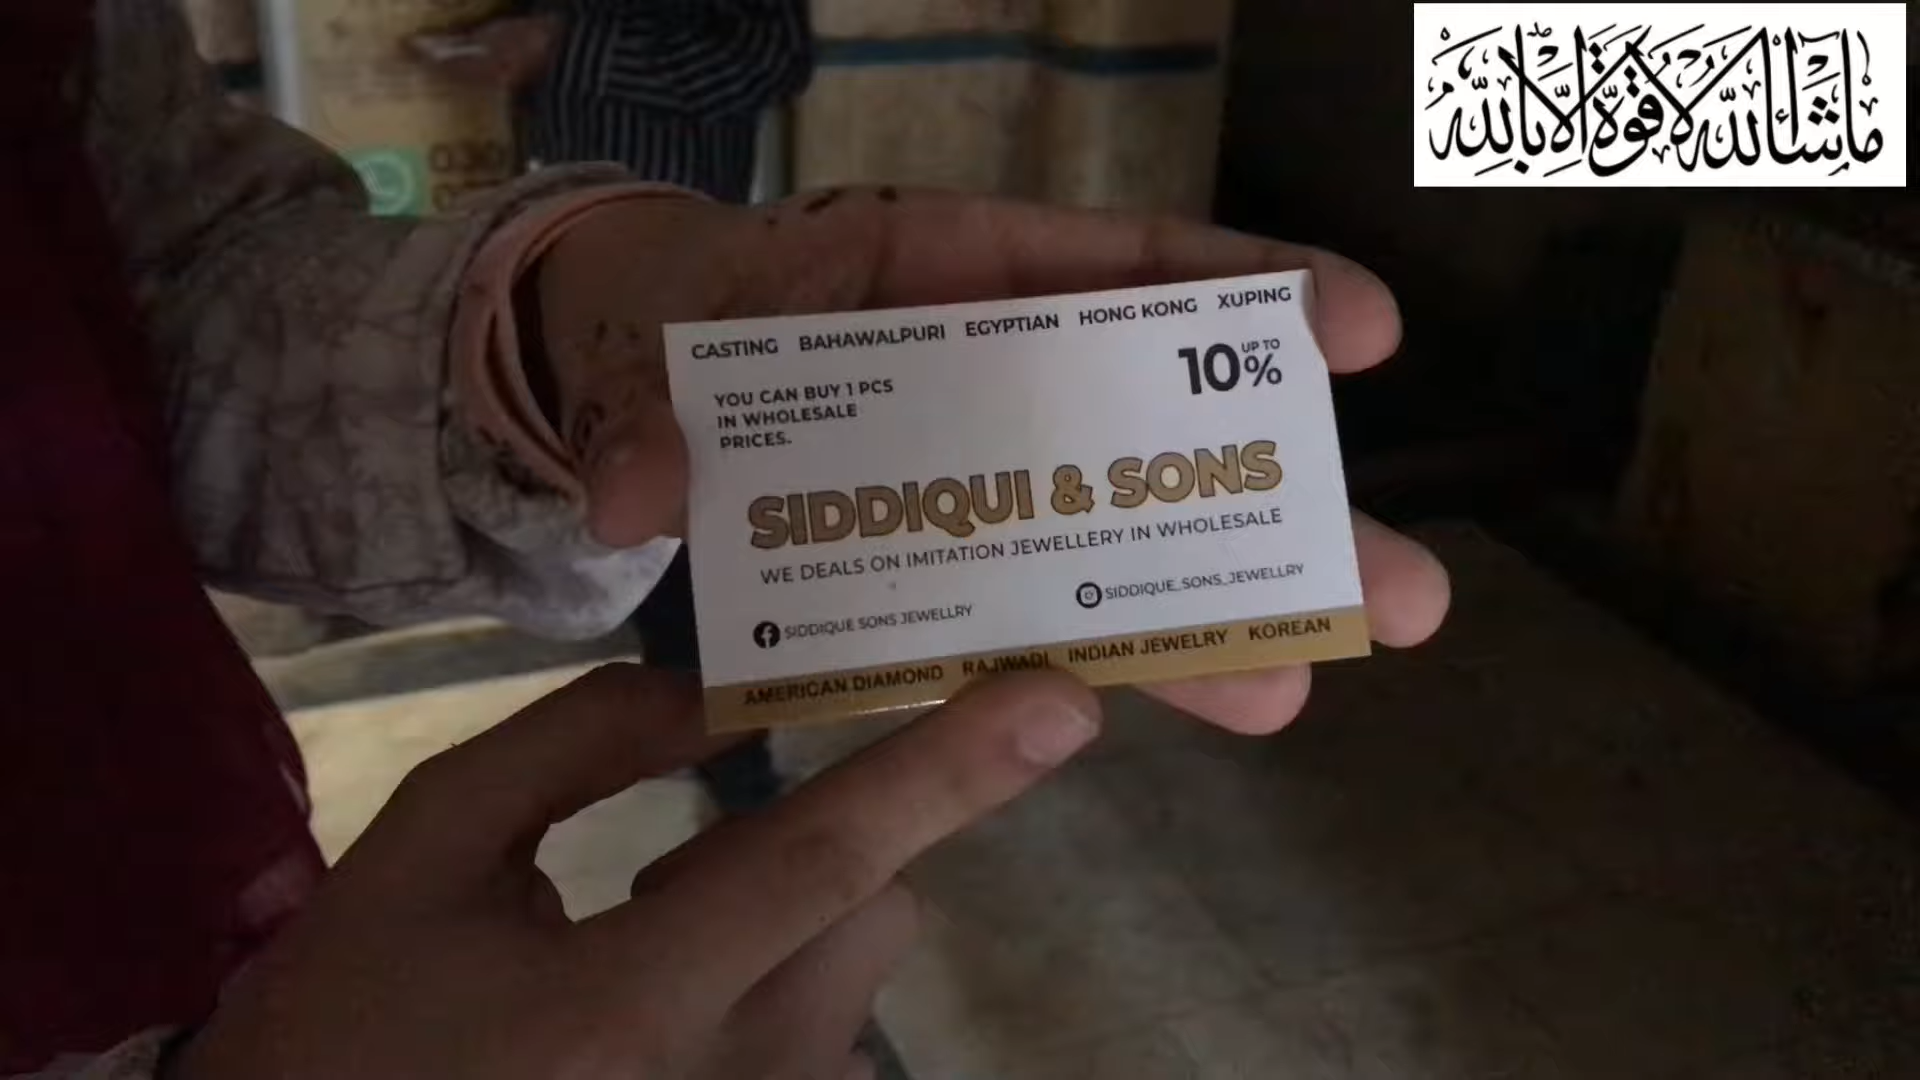 ماشاء الله لا قوة الا بالله
CASTING BAHAWALPURI EGYPTIAN HONG KONG XUPING
UP TO
10%
YOU CAN BUY 1 PCS
IN WHOLESALE
PRICES.
SIDDIQUI & SONS
WE DEALS ON IMITATION JEWELLERY IN WHOLESALE
SIDDIQUE SONS JEWELLRY
SIDDIQUE_SONS_JEWELLRY
AMERICAN DIAMOND RAJWADI INDIAN JEWELRY KOREAN